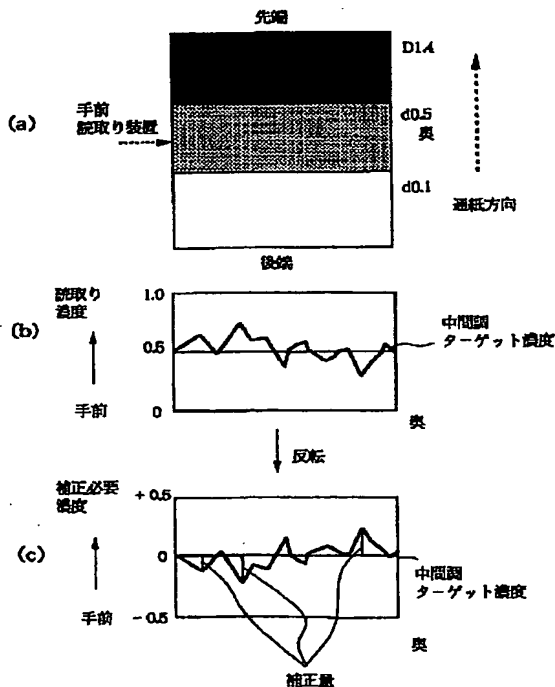 先端
D1.4
(a)
手前
読取り装置
d0.5
奥
d0.1
通紙方向
後端
読取り
濃度
1.0
(b)
0.5
中間調
ターゲット濃度
手前
0
奥
反転
補正必要
濃度
+0.5
(c)
0
中間調
ターゲット濃度
手前
-0.5
奥
補正量